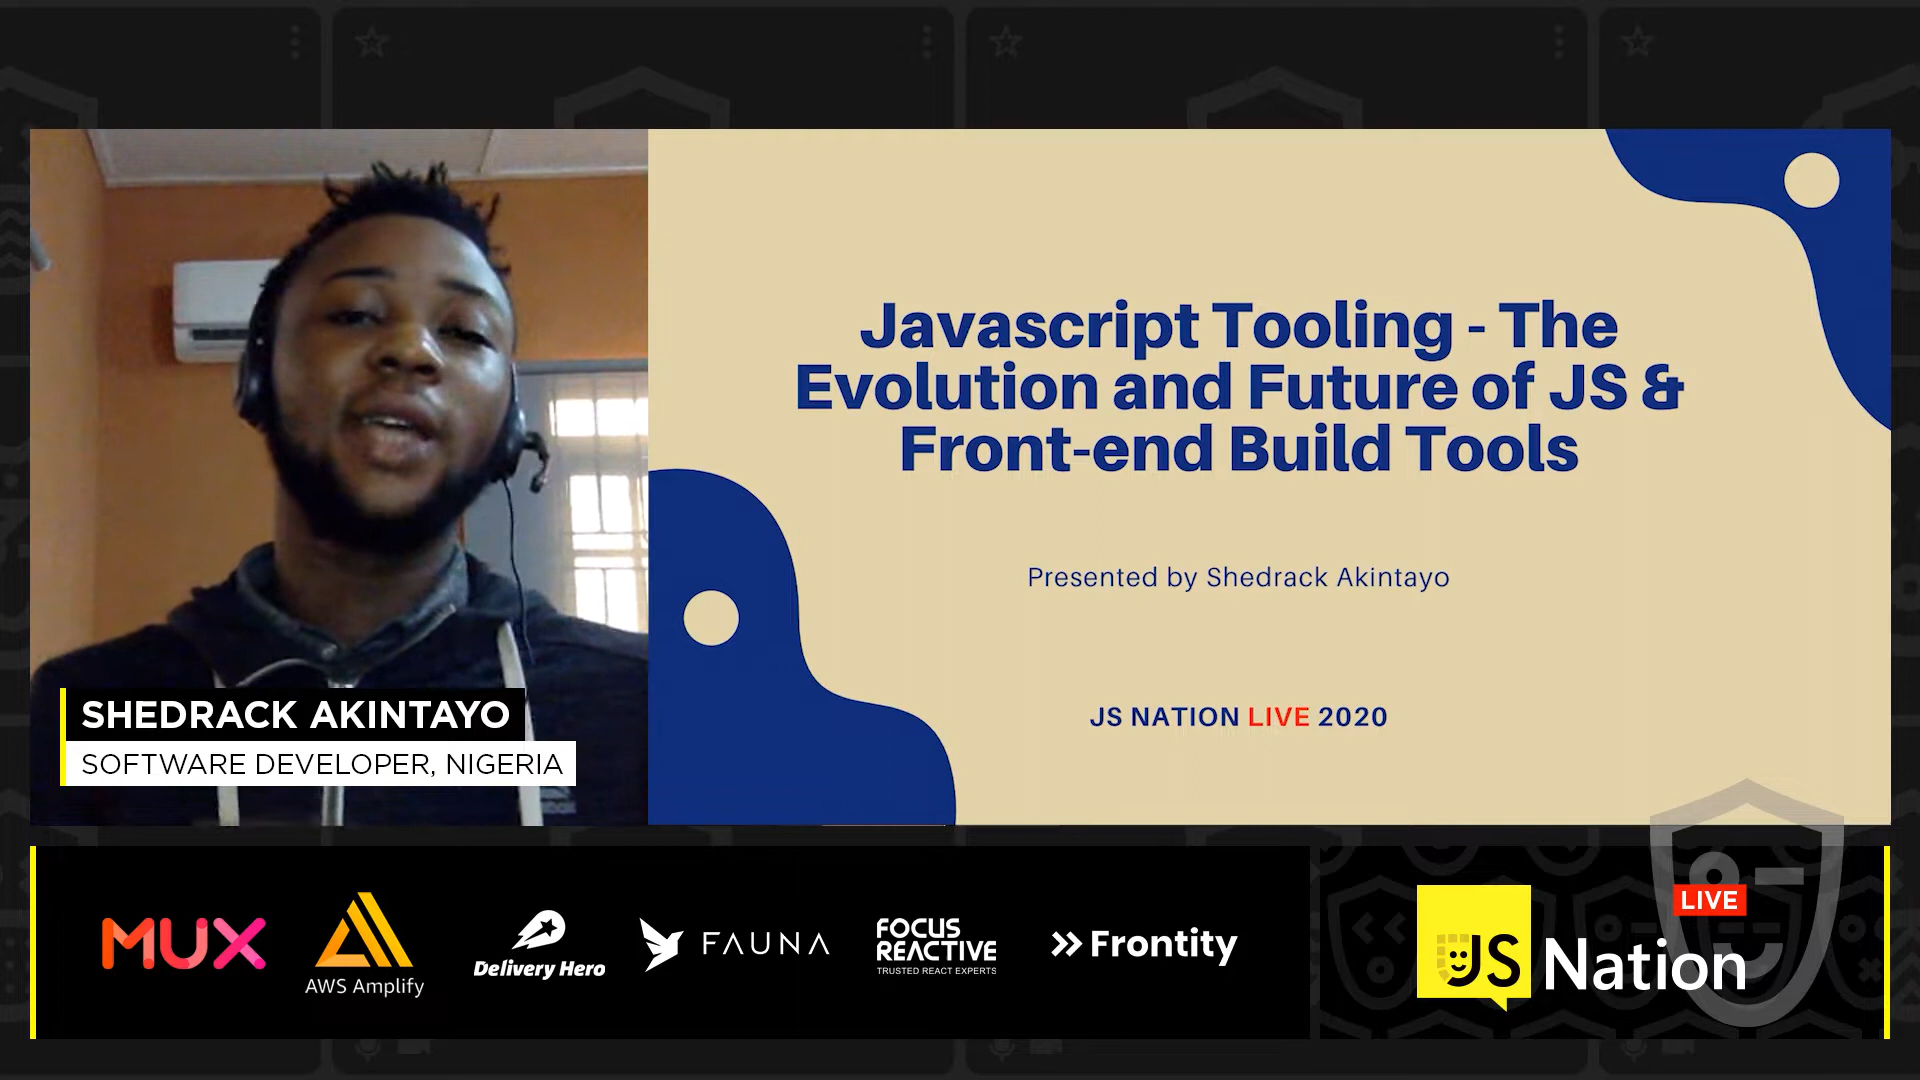 Javascript Tooling - The
Evolution and Future of JS &
Front-end Build Tools
Presented by Shedrack Akintayo
JS NATION LIVE 2020
SHEDRACK AKINTAYO
SOFTWARE DEVELOPER, NIGERIA
MUX
AWS Amplify
Delivery Hero
FAUNA
FOCUS
REACTIVE
TRUSTED REACT EXPERTS
Frontity
LIVE
JS Nation